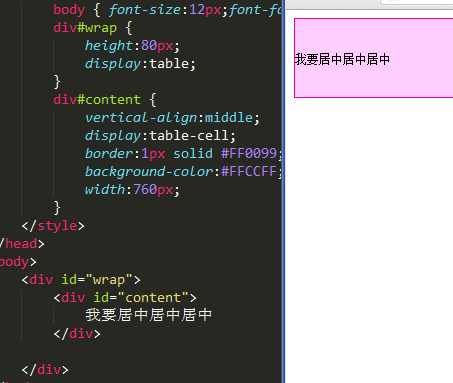 body { font-size:12px;font-fo
div#wrap {
height:80px;
display:table;
}
div#content {
vertical-align:middle;
display:table-cell;
border:1px solid #FF0099;
background-color:#FFCCFF;
width:760px;
}
</style>
/head>
body>
<div id="wrap">
<div id="content">
我要居中居中居中
</div>
</div>
我要居中居中居中